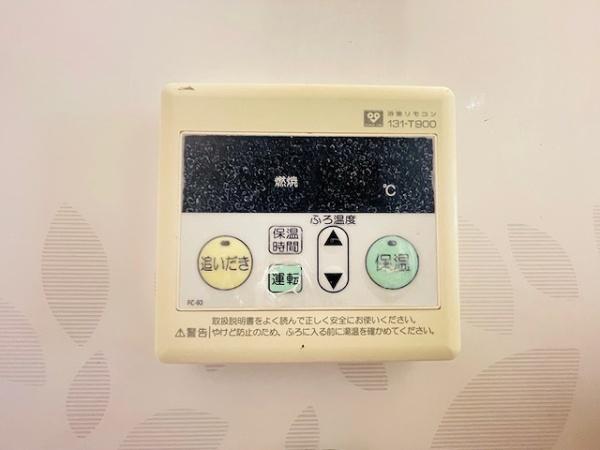 浴室リモコン
131-T900
燃焼
℃
ふろ温度
追いだき
保温
時間
運転
保温
FC-60
取扱説明書をよく読んで正しく安全にお使いください。
⚠警告 やけど防止のため、ふろに入る前に湯温を確かめてください。